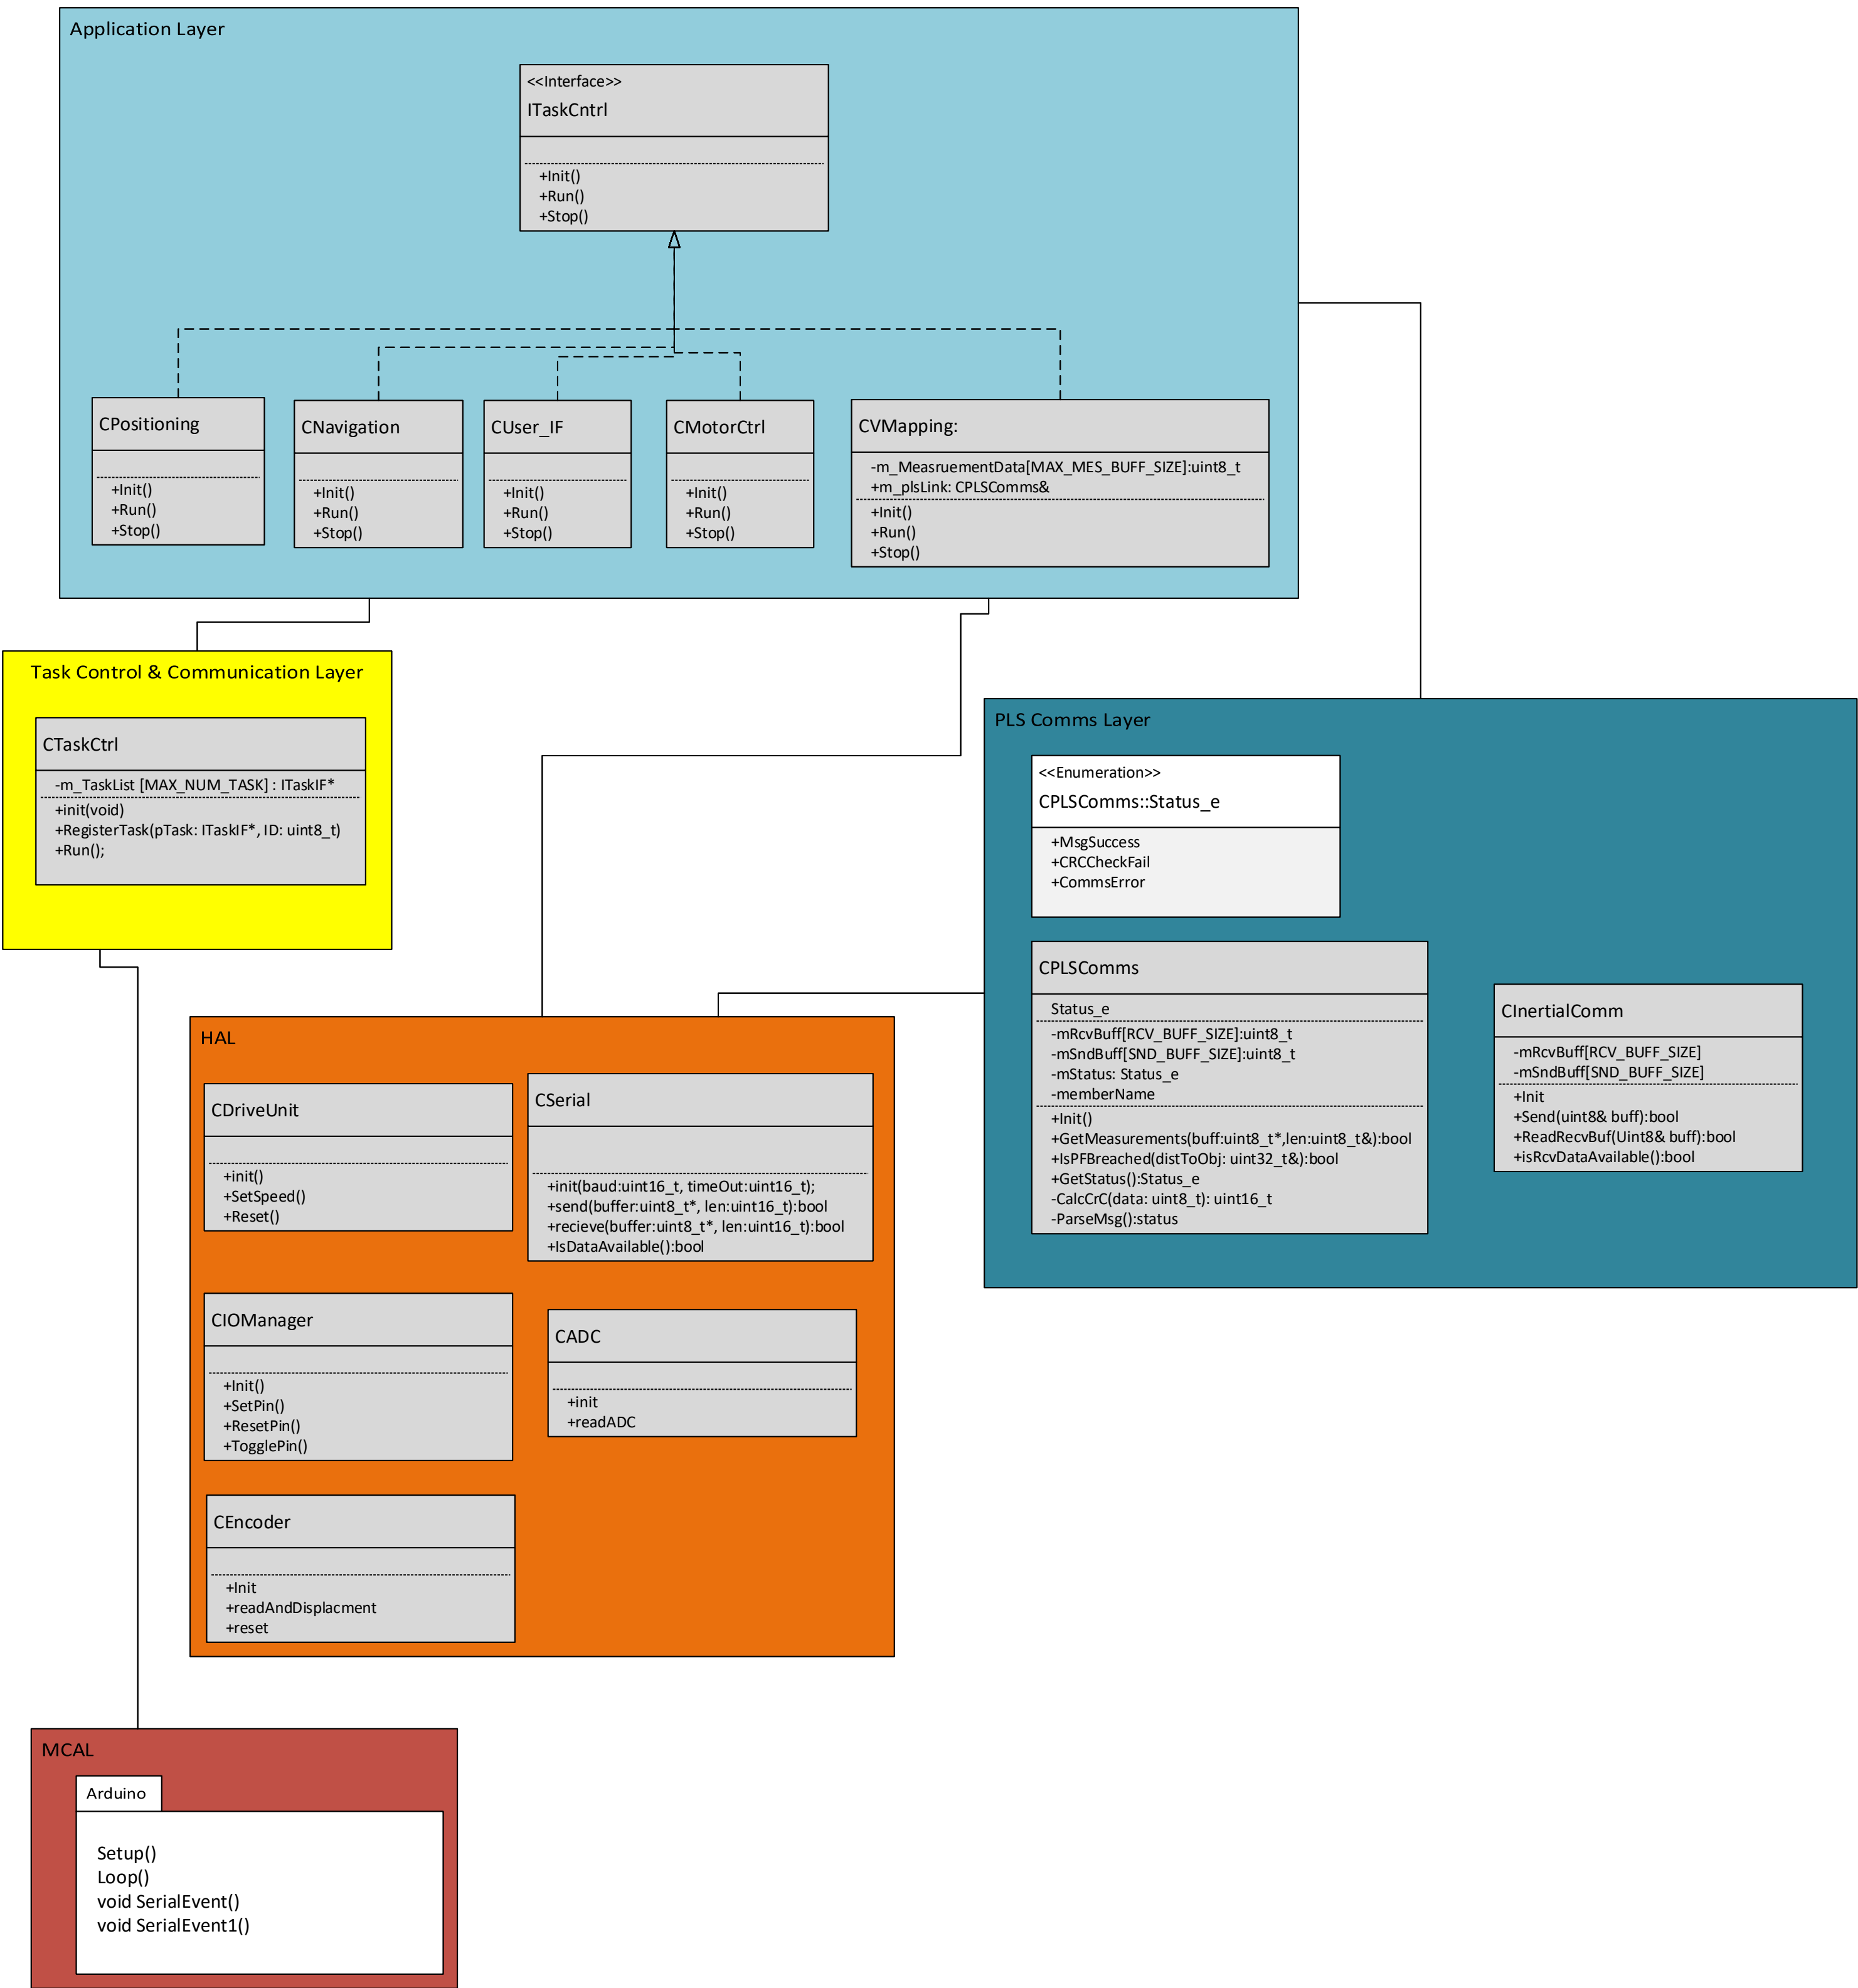 Application Layer
<<Interface>>
ITaskCntrl
+Init()
+Run()
+Stop()
CPositioning
+Init()
+Run()
+Stop()
CNavigation
+Init()
+Run()
+Stop()
CUser_IF
+Init()
+Run()
+Stop()
CMotorCtrl
+Init()
+Run()
+Stop()
CVMapping:
-m_MeasruementData[MAX_MES_BUFF_SIZE]:uint8_t
+m_plsLink: CPLSComms&
+Init()
+Run()
+Stop()
Task Control & Communication Layer
CTaskCtrl
-m_TaskList [MAX_NUM_TASK] : ITaskIF*
+init(void)
+RegisterTask(pTask: ITaskIF*, ID: uint8_t)
+Run();
PLS Comms Layer
<<Enumeration>>
CPLSComms::Status_e
+MsgSuccess
+CRCCheckFail
+CommsError
CPLSComms
Status_e
-mRcvBuff[RCV_BUFF_SIZE]:uint8_t
-mSndBuff[SND_BUFF_SIZE]:uint8_t
-mStatus: Status_e
-memberName
+Init()
+GetMeasurements(buff:uint8_t*,len:uint8_t&):bool
+IsPFBreached(distToObj: uint32_t&):bool
+GetStatus():Status_e
-CalcCrC(data: uint8_t): uint16_t
-ParseMsg():status
CInertialComm
-mRcvBuff[RCV_BUFF_SIZE]
-mSndBuff[SND_BUFF_SIZE]
+Init
+Send(uint8& buff):bool
+ReadRecvBuf(Uint8& buff):bool
+isRcvDataAvailable():bool
HAL
CDriveUnit
+init()
+SetSpeed()
+Reset()
CSerial
+init(baud:uint16_t, timeOut:uint16_t);
+send(buffer:uint8_t*, len:uint16_t):bool
+recieve(buffer:uint8_t*, len:uint16_t):bool
+IsDataAvailable():bool
CIOManager
+Init()
+SetPin()
+ResetPin()
+TogglePin()
CADC
+init
+readADC
CEncoder
+Init
+readAndDisplacment
+reset
MCAL
Arduino
Setup()
Loop()
void SerialEvent()
void SerialEvent1()